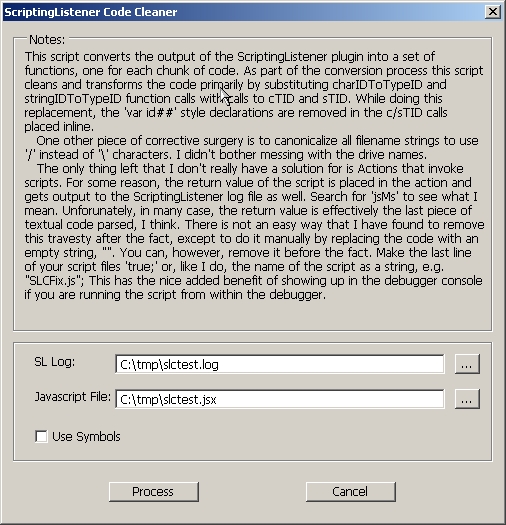 ScriptingListener Code Cleaner
Notes:
This script converts the output of the ScriptingListener plugin into a set of
functions, one for each chunk of code. As part of the conversion process this script
cleans and transforms the code primarily by substituting charIDToTypeID and
stringIDToTypeID function calls with calls to cTID and sTID. While doing this
replacement, the 'var id##' style declarations are removed in the c/sTID calls
placed inline.
One other piece of corrective surgery is to canonicalize all filename strings to use
'/' instead of '\' characters. I didn't bother messing with the drive names.
The only thing left that I don't really have a solution for is Actions that invoke
scripts. For some reason, the return value of the script is placed in the action and
gets output to the ScriptingListener log file as well. Search for 'jsMs' to see what I
mean. Unforunately, in many case, the return value is effectively the last piece of
textual code parsed, I think. There is not an easy way that I have found to remove
this travesty after the fact, except to do it manually by replacing the code with an
empty string, "". You can, however, remove it before the fact. Make the last
line of your script files 'true;' or, like I do, the name of the script as a string, e.g.
"SLCFix.js"; This has the nice added benefit of showing up in the debugger console
if you are running the script from within the debugger.
SL Log:
C:\tmp\slctest.log
...
Javascript File:
C:\tmp\slctest.jsx
...
Use Symbols
Process
Cancel